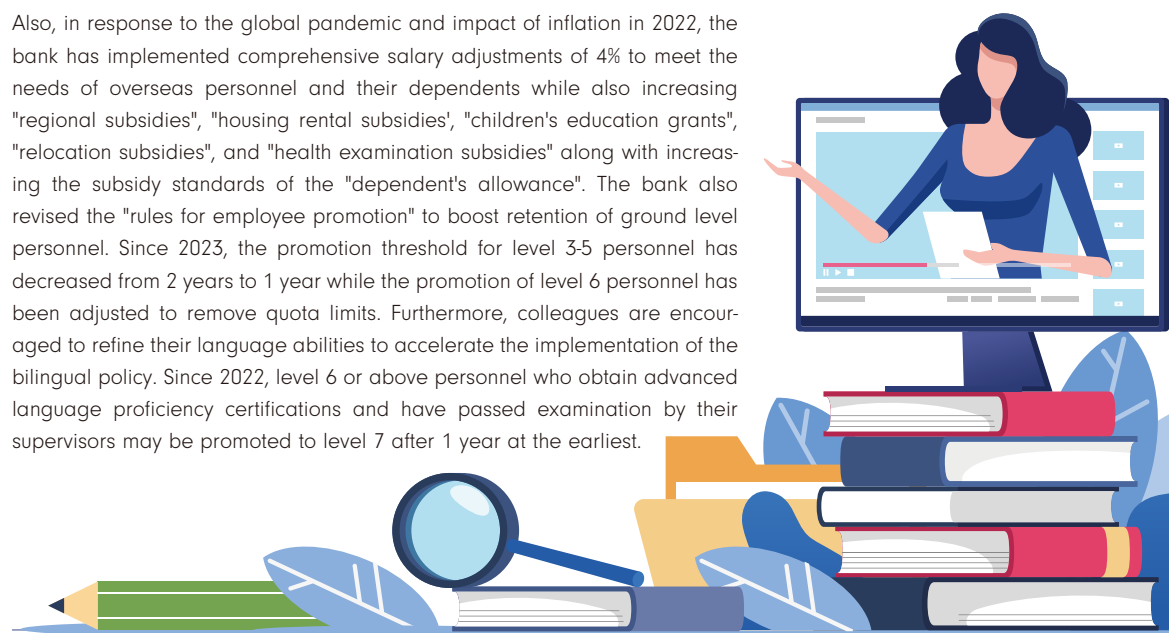 Also, in response to the global pandemic and impact of inflation in 2022, the
bank has implemented comprehensive salary adjustments of 4% to meet the
needs of overseas personnel and their dependents while also increasing
"regional subsidies", "housing rental subsidies', "children's education grants",
"relocation subsidies", and "health examination subsidies" along with increas-
ing the subsidy standards of the "dependent's allowance". The bank also
revised the "rules for employee promotion" to boost retention of ground level
personnel. Since 2023, the promotion threshold for level 3-5 personnel has
decreased from 2 years to 1 year while the promotion of level 6 personnel has
been adjusted to remove quota limits. Furthermore, colleagues are encour-
aged to refine their language abilities to accelerate the implementation of the
bilingual policy. Since 2022, level 6 or above personnel who obtain advanced
language proficiency certifications and have passed examination by their
supervisors may be promoted to level 7 after 1 year at the earliest.